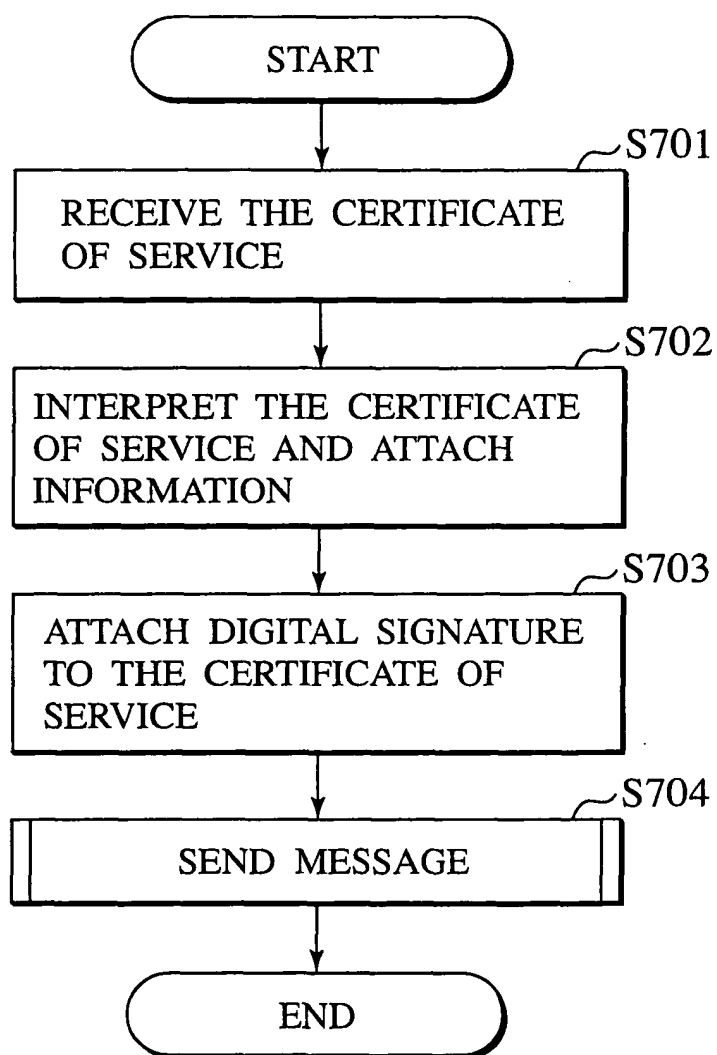 START
S701
RECEIVE THE CERTIFICATE
OF SERVICE
S702
INTERPRET THE CERTIFICATE
OF SERVICE AND ATTACH
INFORMATION
S703
ATTACH DIGITAL SIGNATURE
TO THE CERTIFICATE OF
SERVICE
S704
SEND MESSAGE
END